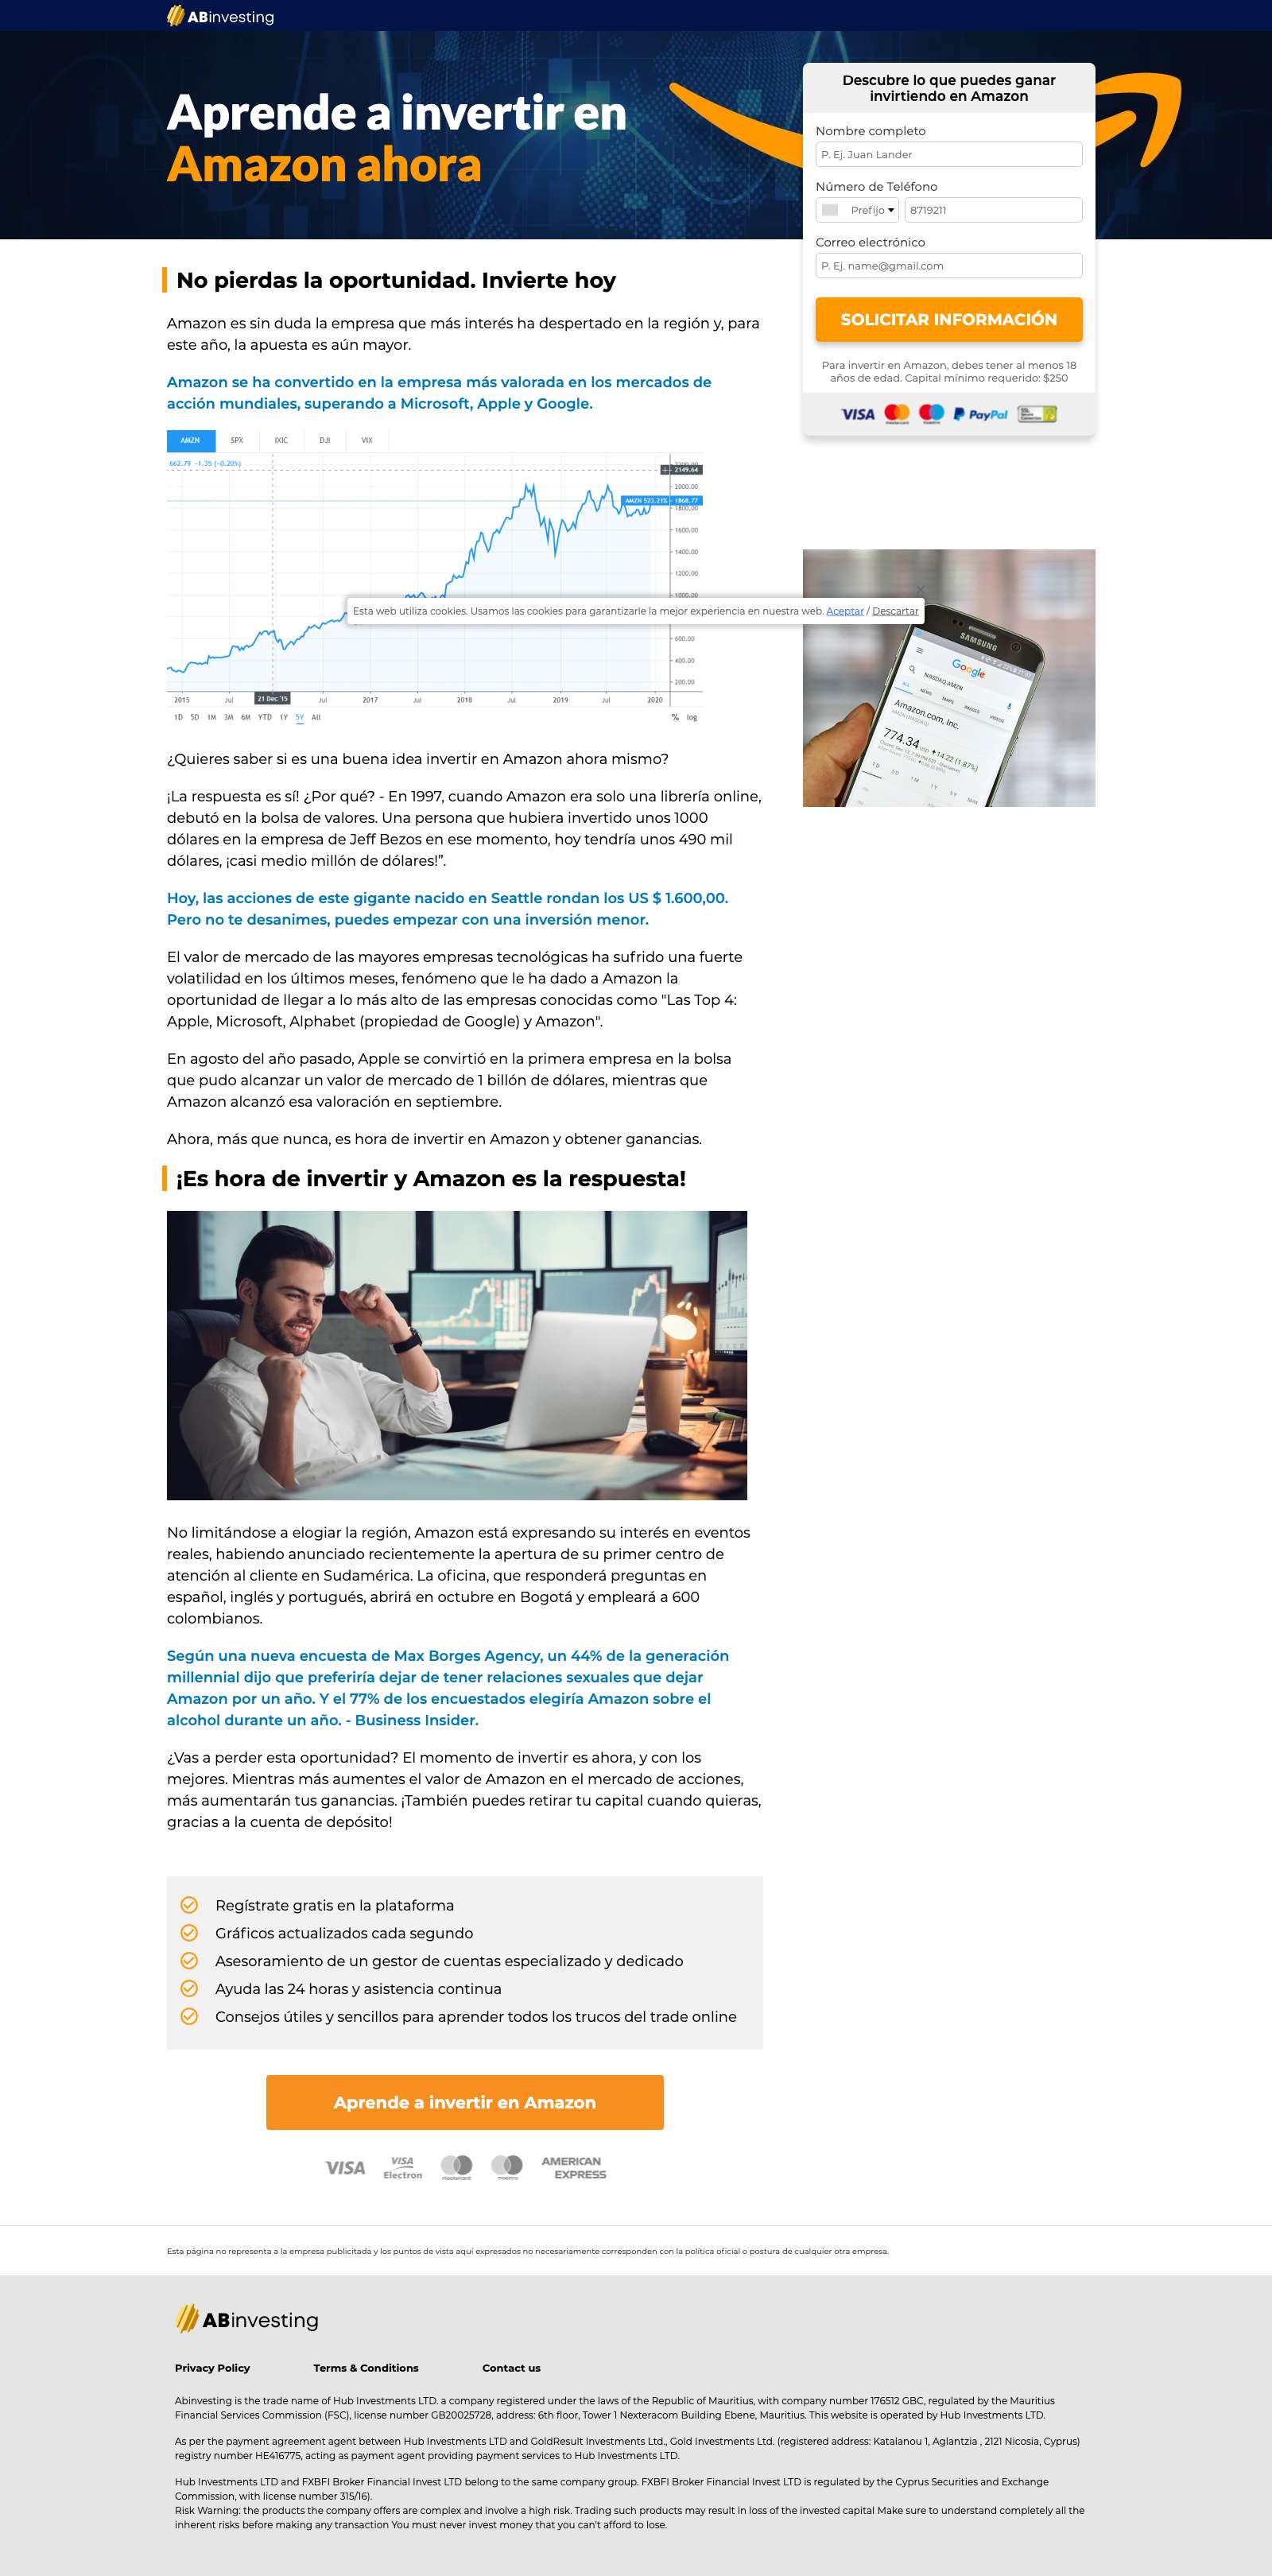 ABinvesting
Aprende a invertir en
Amazon ahora
Descubre lo que puedes ganar
invirtiendo en Amazon
Nombre completo
P. Ej. Juan Lander
Número de Teléfono
Prefijo
8719211
Correo electrónico
P. Ej. name@gmail.com
SOLICITAR INFORMACIÓN
Para invertir en Amazon, debes tener al menos 18
años de edad. Capital mínimo requerido: $250
VISA
PayPal
No pierdas la oportunidad. Invierte hoy
Amazon es sin duda la empresa que más interés ha despertado en la región y, para
este año, la apuesta es aún mayor.
Amazon se ha convertido en la empresa más valorada en los mercados de
acción mundiales, superando a Microsoft, Apple y Google.
AMZN SPX IXIC DJI VIX
662.79 -1.35 (-0.20%)
2149.64
2000.00
AMZN 523.21% 1868.77
1800.00
1600.00
1400.00
1200.00
1000.00
600.00
400.00
200.00
2015 Jul 21 Dec '15 Jul 2017 Jul 2018 Jul 2019 Jul 2020
1D 5D 1M 3M 6M YTD 1Y 5Y All % log
Esta web utiliza cookies. Usamos las cookies para garantizarle la mejor experiencia en nuestra web. Aceptar / Descartar
SAMSUNG
Google
NASDAQ:AMZN
ALL NEWS MAPS IMAGES VIDEOS
Amazon.com, Inc.
AMZN (NASDAQ)
774.34 USD +14.22 (1.87%)
1D 5D 1M 1Y 5Y MAX
¿Quieres saber si es una buena idea invertir en Amazon ahora mismo?
¡La respuesta es sí! ¿Por qué? - En 1997, cuando Amazon era solo una librería online,
debutó en la bolsa de valores. Una persona que hubiera invertido unos 1000
dólares en la empresa de Jeff Bezos en ese momento, hoy tendría unos 490 mil
dólares, ¡casi medio millón de dólares!”.
Hoy, las acciones de este gigante nacido en Seattle rondan los US $ 1.600,00.
Pero no te desanimes, puedes empezar con una inversión menor.
El valor de mercado de las mayores empresas tecnológicas ha sufrido una fuerte
volatilidad en los últimos meses, fenómeno que le ha dado a Amazon la
oportunidad de llegar a lo más alto de las empresas conocidas como "Las Top 4:
Apple, Microsoft, Alphabet (propiedad de Google) y Amazon".
En agosto del año pasado, Apple se convirtió en la primera empresa en la bolsa
que pudo alcanzar un valor de mercado de 1 billón de dólares, mientras que
Amazon alcanzó esa valoración en septiembre.
Ahora, más que nunca, es hora de invertir en Amazon y obtener ganancias.
¡Es hora de invertir y Amazon es la respuesta!
No limitándose a elogiar la región, Amazon está expresando su interés en eventos
reales, habiendo anunciado recientemente la apertura de su primer centro de
atención al cliente en Sudamérica. La oficina, que responderá preguntas en
español, inglés y portugués, abrirá en octubre en Bogotá y empleará a 600
colombianos.
Según una nueva encuesta de Max Borges Agency, un 44% de la generación
millennial dijo que preferiría dejar de tener relaciones sexuales que dejar
Amazon por un año. Y el 77% de los encuestados elegiría Amazon sobre el
alcohol durante un año. - Business Insider.
¿Vas a perder esta oportunidad? El momento de invertir es ahora, y con los
mejores. Mientras más aumentes el valor de Amazon en el mercado de acciones,
más aumentarán tus ganancias. ¡También puedes retirar tu capital cuando quieras,
gracias a la cuenta de depósito!
Regístrate gratis en la plataforma
Gráficos actualizados cada segundo
Asesoramiento de un gestor de cuentas especializado y dedicado
Ayuda las 24 horas y asistencia continua
Consejos útiles y sencillos para aprender todos los trucos del trade online
Aprende a invertir en Amazon
VISA
VISA
Electron
mastercard
maestro
AMERICAN
EXPRESS
Esta página no representa a la empresa publicitada y los puntos de vista aquí expresados no necesariamente corresponden con la política oficial o postura de cualquier otra empresa.
ABinvesting
Privacy Policy
Terms & Conditions
Contact us
Abinvesting is the trade name of Hub Investments LTD. a company registered under the laws of the Republic of Mauritius, with company number 176512 GBC, regulated by the Mauritius
Financial Services Commission (FSC), license number GB20025728, address: 6th floor, Tower 1 Nexteracom Building Ebene, Mauritius. This website is operated by Hub Investments LTD.
As per the payment agreement agent between Hub Investments LTD and GoldResult Investments Ltd., Gold Investments Ltd. (registered address: Katalanou 1, Aglantzia , 2121 Nicosia, Cyprus)
registry number HE416775, acting as payment agent providing payment services to Hub Investments LTD.
Hub Investments LTD and FXBFI Broker Financial Invest LTD belong to the same company group. FXBFI Broker Financial Invest LTD is regulated by the Cyprus Securities and Exchange
Commission, with license number 315/16).
Risk Warning: the products the company offers are complex and involve a high risk. Trading such products may result in loss of the invested capital Make sure to understand completely all the
inherent risks before making any transaction You must never invest money that you can't afford to lose.